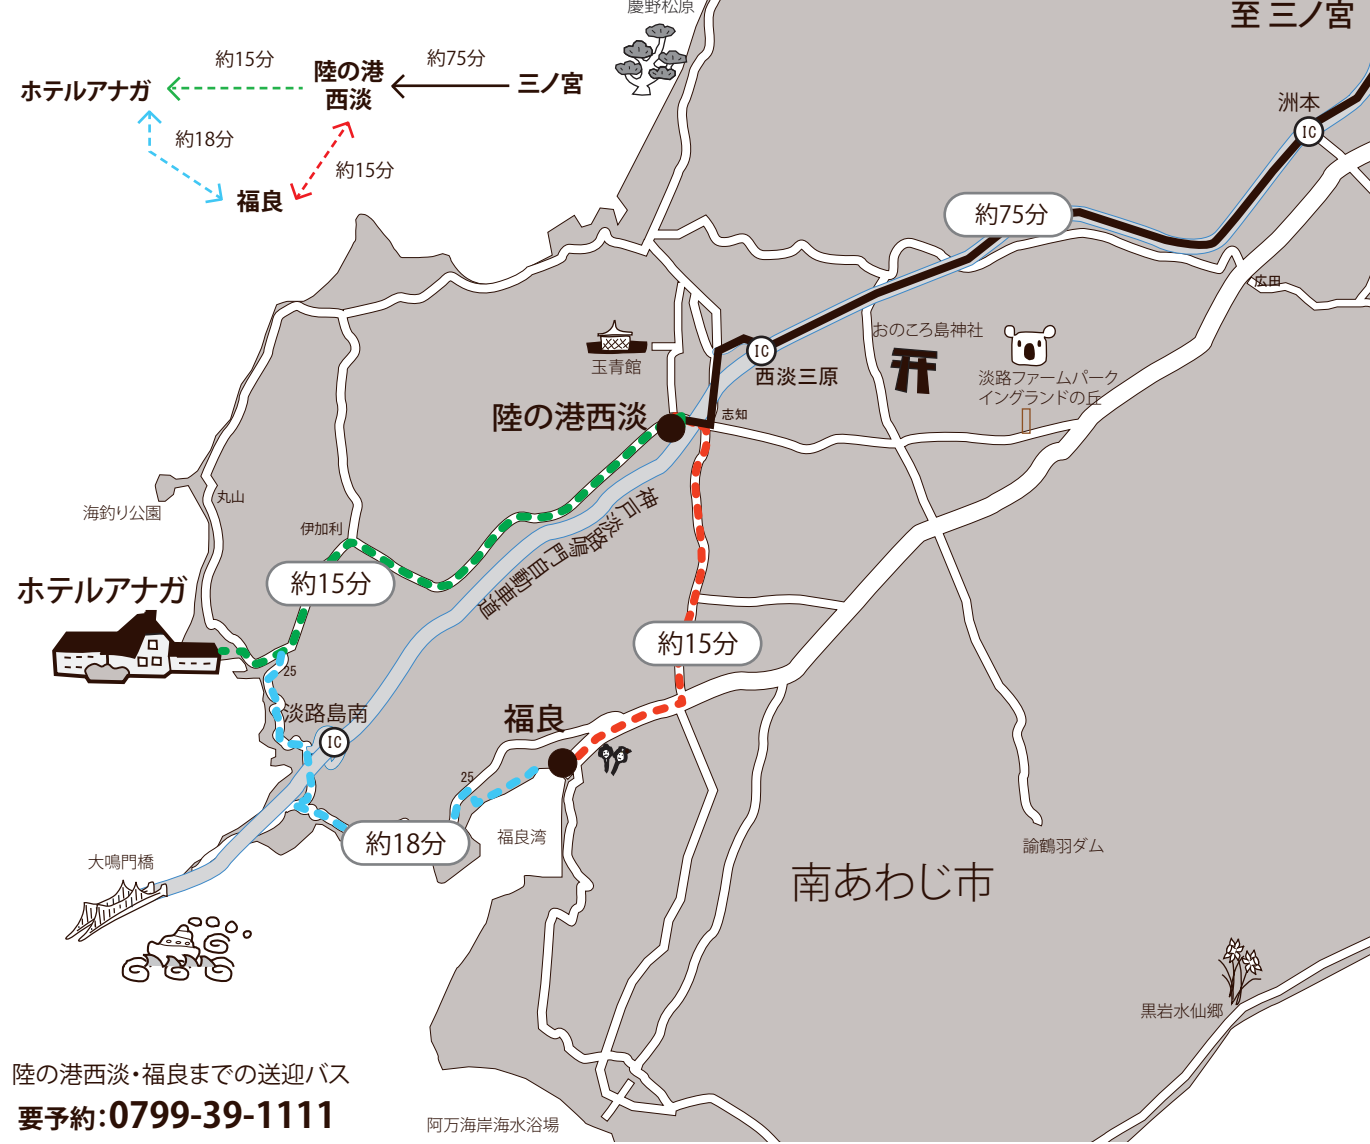 慶野松原
至 三ノ宮
約15分
約75分
陸の港
西淡
三ノ宮
ホテルアナガ
約18分
約15分
福良
洲本
IC
約75分
広田
おのころ島神社
玉青館
IC
西淡三原
淡路ファームパーク
イングランドの丘
陸の港西淡
志知
丸山
海釣り公園
伊加利
神戸淡路鳴門自動車道
ホテルアナガ
約15分
約15分
25
淡路島南
IC
福良
25
約18分
福良湾
大鳴門橋
諭鶴羽ダム
南あわじ市
黒岩水仙郷
陸の港西淡・福良までの送迎バス
要予約:0799-39-1111
阿万海岸海水浴場